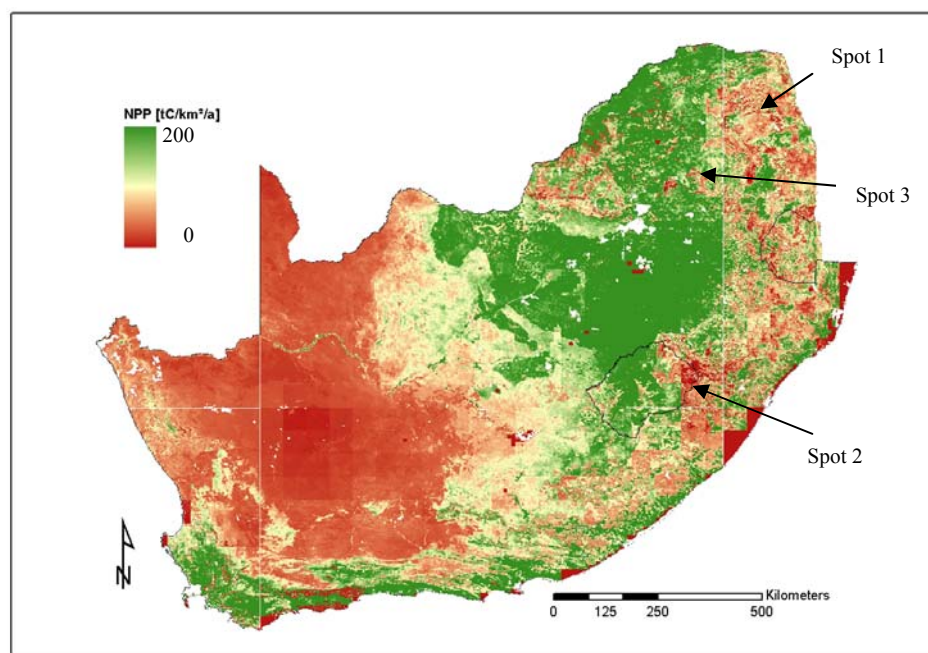 Spot 1
NPP [tC/km²/a]
200
0
Spot 3
Spot 2
N
Kilometers
0 125 250 500